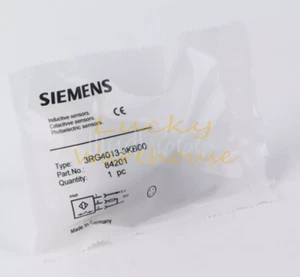 SIEMENS
Inductive sensors
Capacitive sensors
Photoelectric sensors
CE
Lucky
Warehouse
Type: 3RG4013-3KB00
Part No.: 84201
Quantity: 1 pc
Made in Germany